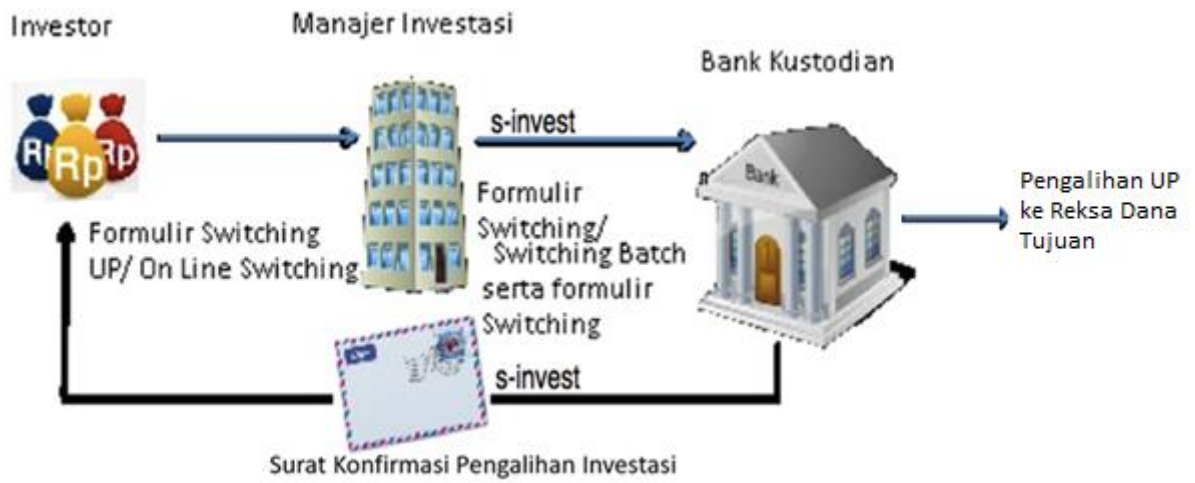 Investor
Manajer Investasi
Bank Kustodian
Rp
Rp
Rp
s-invest
Bank
Formulir Switching
UP/ On Line Switching
Formulir
Switching/
Switching Batch
serta formulir
Switching
Pengalihan UP
ke Reksa Dana
Tujuan
s-invest
Surat Konfirmasi Pengalihan Investasi